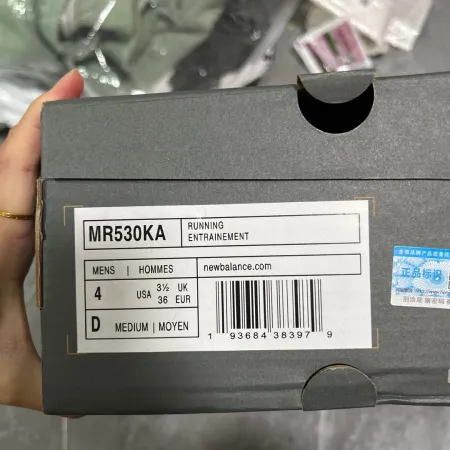 MR530KA
RUNNING
ENTRAINEMENT
MENS | HOMMES
newbalance.com
4 USA 3½ UK
36 EUR
D MEDIUM | MOYEN
1 93684 38397 9
正品标识